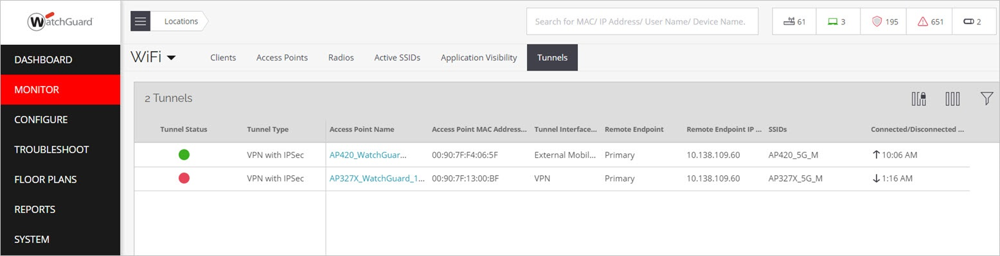 WatchGuard
Locations
Search for MAC/ IP Address/ User Name/ Device Name.
61 3 195 651 2
DASHBOARD
MONITOR
CONFIGURE
TROUBLESHOOT
FLOOR PLANS
REPORTS
SYSTEM
WiFi Clients Access Points Radios Active SSIDs Application Visibility Tunnels
2 Tunnels
Tunnel Status Tunnel Type Access Point Name Access Point MAC Address... Tunnel Interface... Remote Endpoint Remote Endpoint IP ... SSIDs Connected/Disconnected ...
VPN with IPSec AP420_WatchGuar... 00:90:7F:F4:06:5F External Mobil... Primary 10.138.109.60 AP420_5G_M 10:06 AM
VPN with IPSec AP327X_WatchGuard_1... 00:90:7F:13:00:BF VPN Primary 10.138.109.60 AP327X_5G_M 1:16 AM